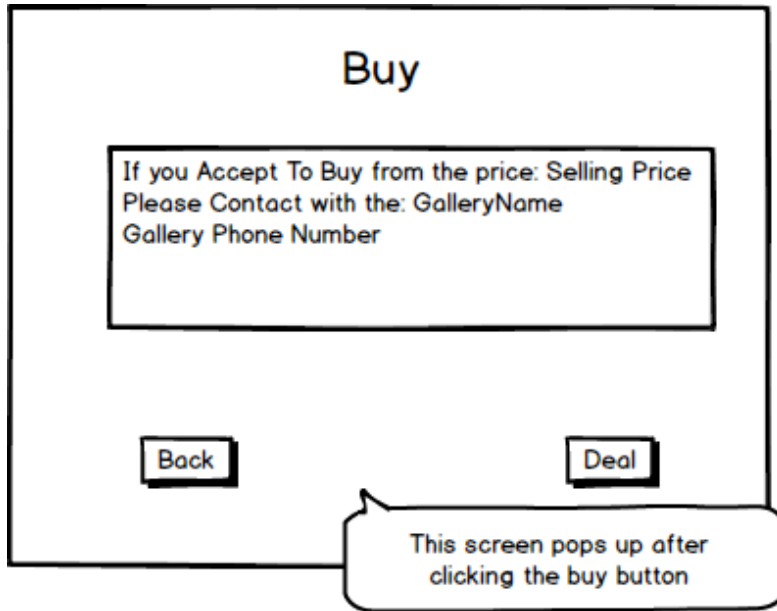 Buy
If you Accept To Buy from the price: Selling Price
Please Contact with the: GalleryName
Gallery Phone Number
Back
Deal
This screen pops up after
clicking the buy button